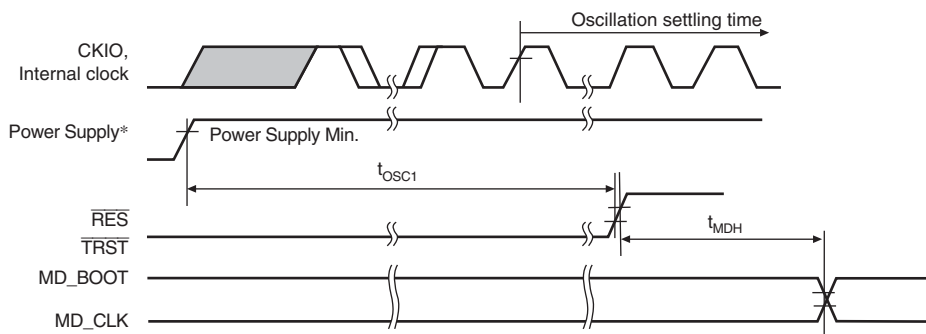 Oscillation settling time
CKIO,
Internal clock
Power Supply*
Power Supply Min.
tOSC1
RES
TRST
tMDH
MD_BOOT
MD_CLK